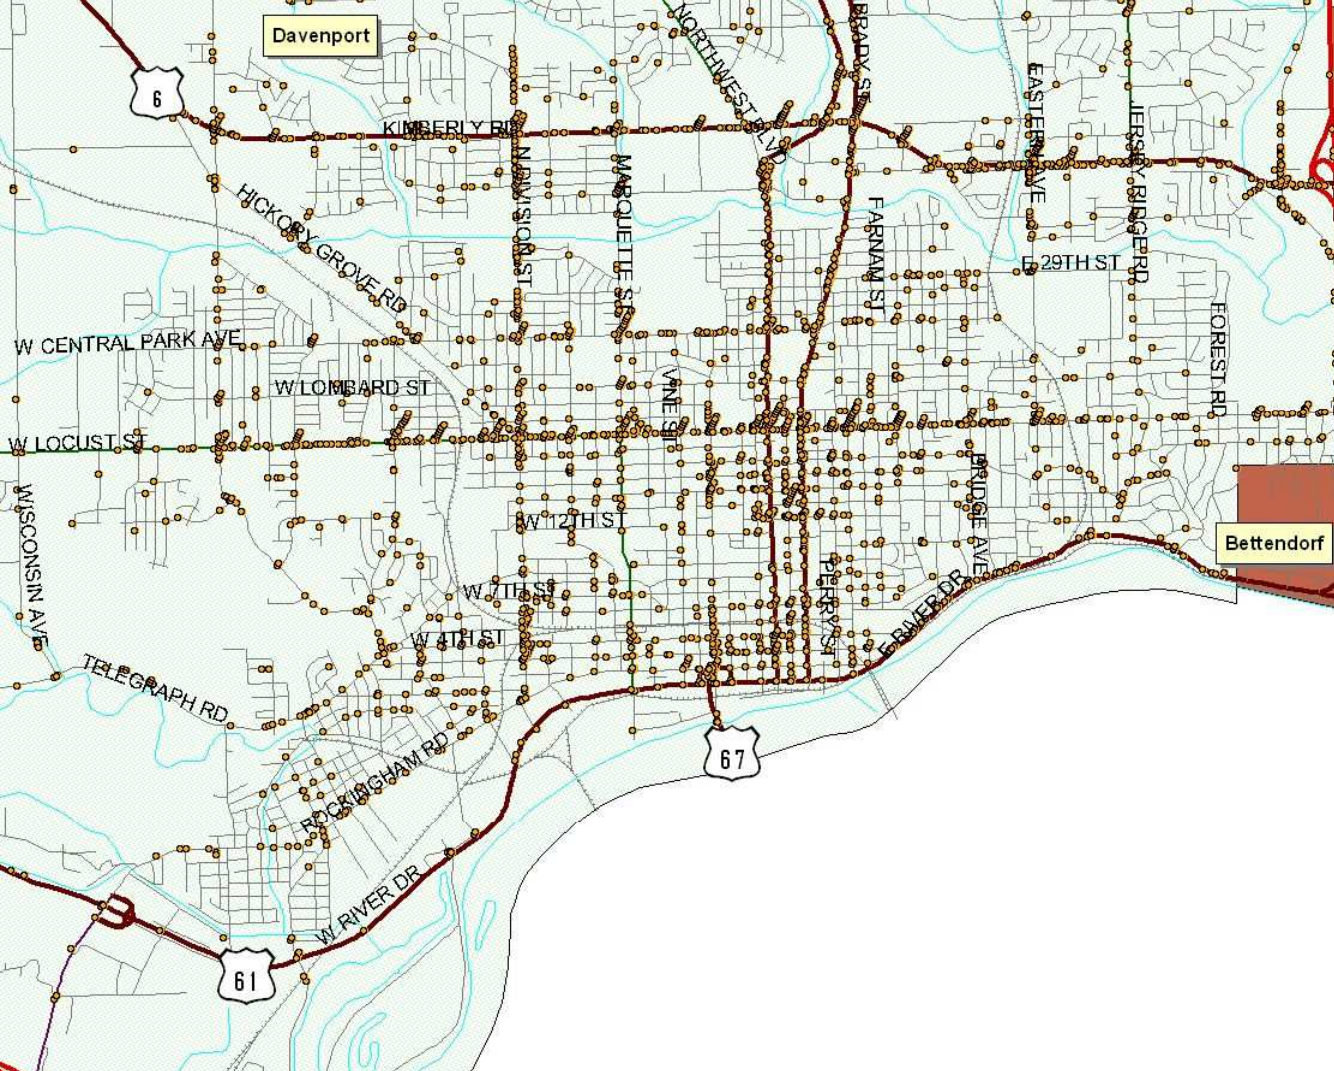 Davenport
NORTHWEST BLVD
BRADY ST
6
KIMBERLY RD
EASTERN AVE
JERSEY RIDGE RD
N DIVISION ST
MARQUETTE ST
HICKORY GROVE RD
FARNAM ST
E 29TH ST
W CENTRAL PARK AVE
FOREST RD
W LOMBARD ST
VINE ST
W LOCUST ST
BRIDGE AVE
WISCONSIN AVE
W 12TH ST
Bettendorf
W 7TH ST
PERRY ST
E RIVER DR
W 4TH ST
TELEGRAPH RD
ROCKINGHAM RD
67
W RIVER DR
61